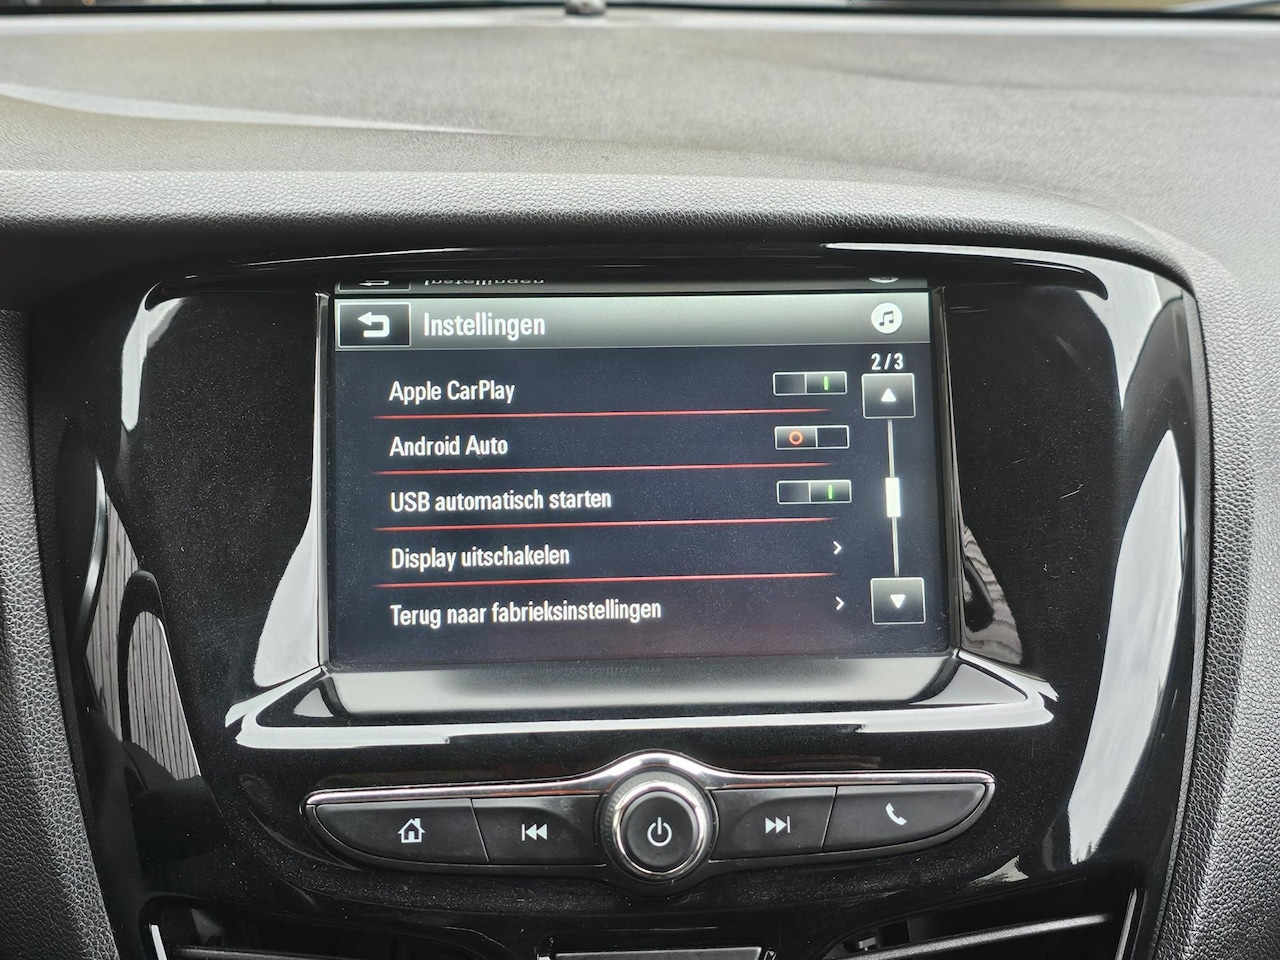 Instellingen
2/3
Apple CarPlay
Android Auto
USB automatisch starten
Display uitschakelen
Terug naar fabrieksinstellingen